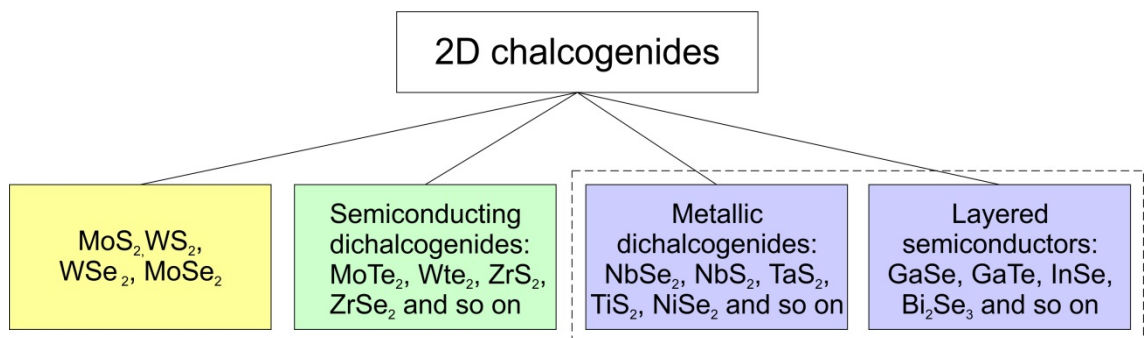 2D chalcogenides
MoS₂,WS₂,
WSe₂, MoSe₂
Semiconducting
dichalcogenides:
MoTe₂, Wte₂, ZrS₂,
ZrSe₂ and so on
Metallic
dichalcogenides:
NbSe₂, NbS₂, TaS₂,
TiS₂, NiSe₂ and so on
Layered
semiconductors:
GaSe, GaTe, InSe,
Bi₂Se₃ and so on